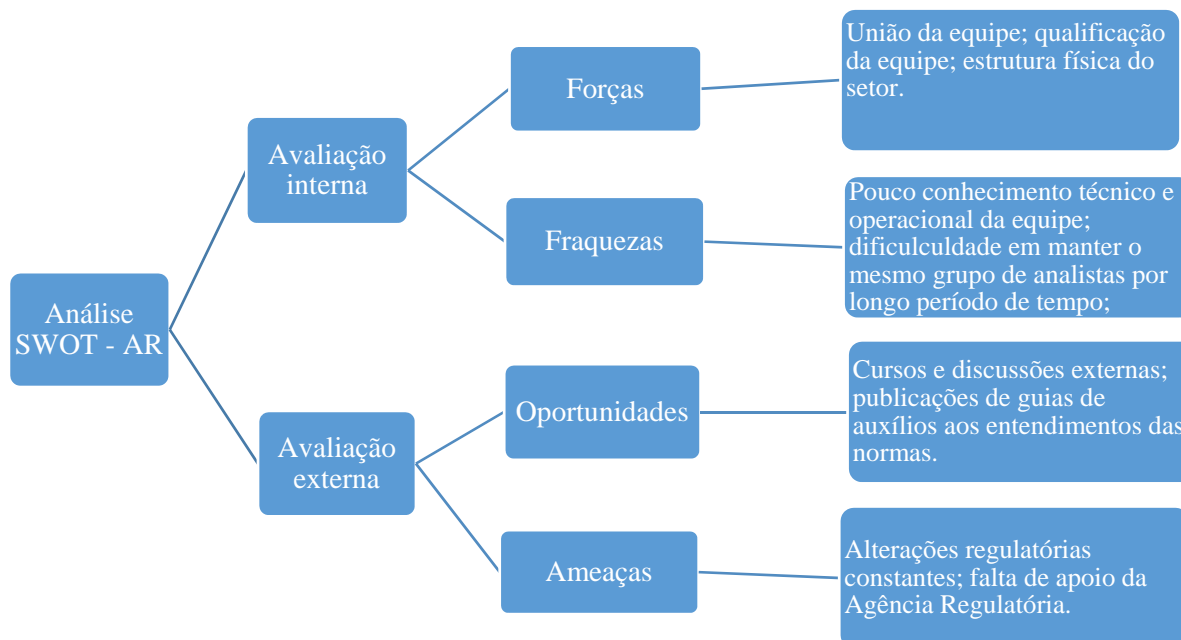 União da equipe; qualificação
da equipe; estrutura física do
setor.
Forças
Avaliação
interna
Pouco conhecimento técnico e
operacional da equipe;
dificulculdade em manter o
mesmo grupo de analistas por
longo período de tempo;
Fraquezas
Análise
SWOT - AR
Cursos e discussões externas;
publicações de guias de
auxílios aos entendimentos das
normas.
Oportunidades
Avaliação
externa
Alterações regulatórias
constantes; falta de apoio da
Agência Regulatória.
Ameaças